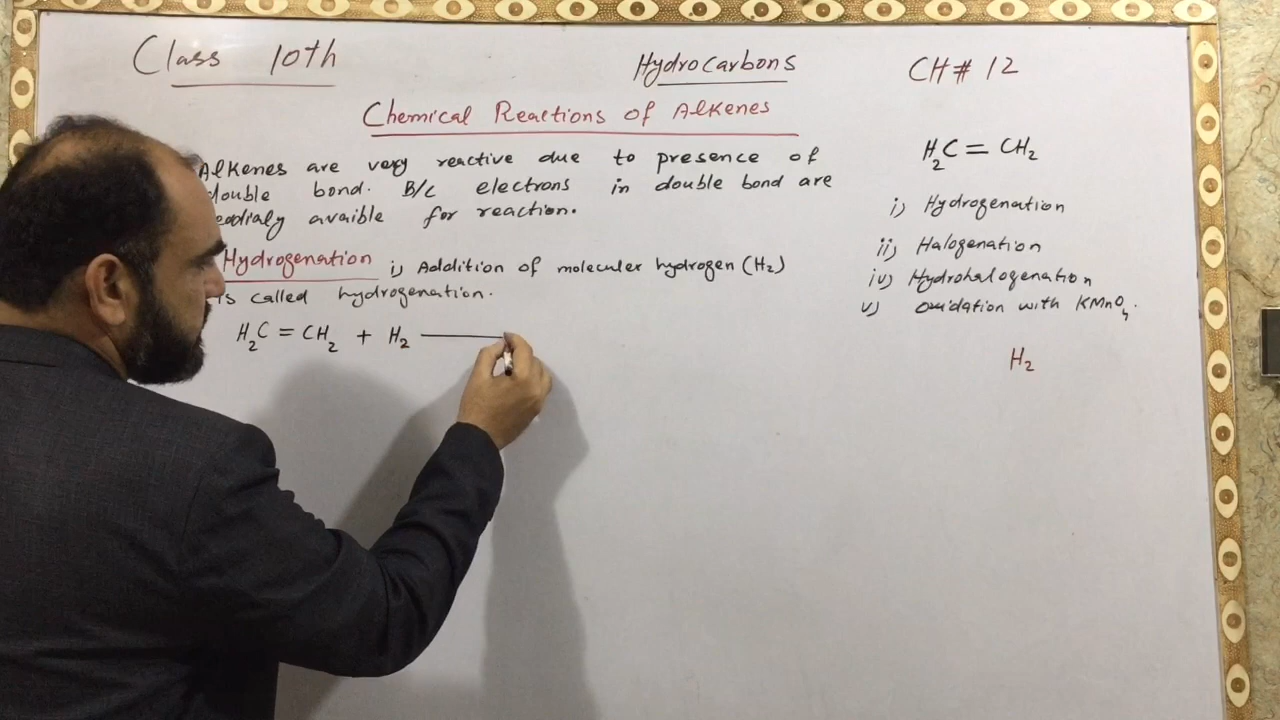 Class 10th
Hydrocarbons
CH# 12
Chemical Reactions of Alkenes
Alkenes are very reactive due to presence of
double bond. B/C electrons in double bond are
avaible for reaction.
Hydrogenation i) Addition of moleculer hydrogen (H₂)
is called hydrogenation.
H₂C = CH₂ + H₂
H₂C = CH₂
i) Hydrogenation
ii) Halogenation
iv) Hydrohalogenation
v) oxidation with KMnO₄.
H₂